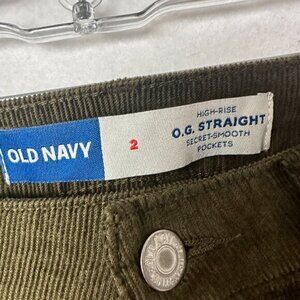 OLD NAVY
2
HIGH-RISE
O.G. STRAIGHT
SECRET-SMOOTH
POCKETS